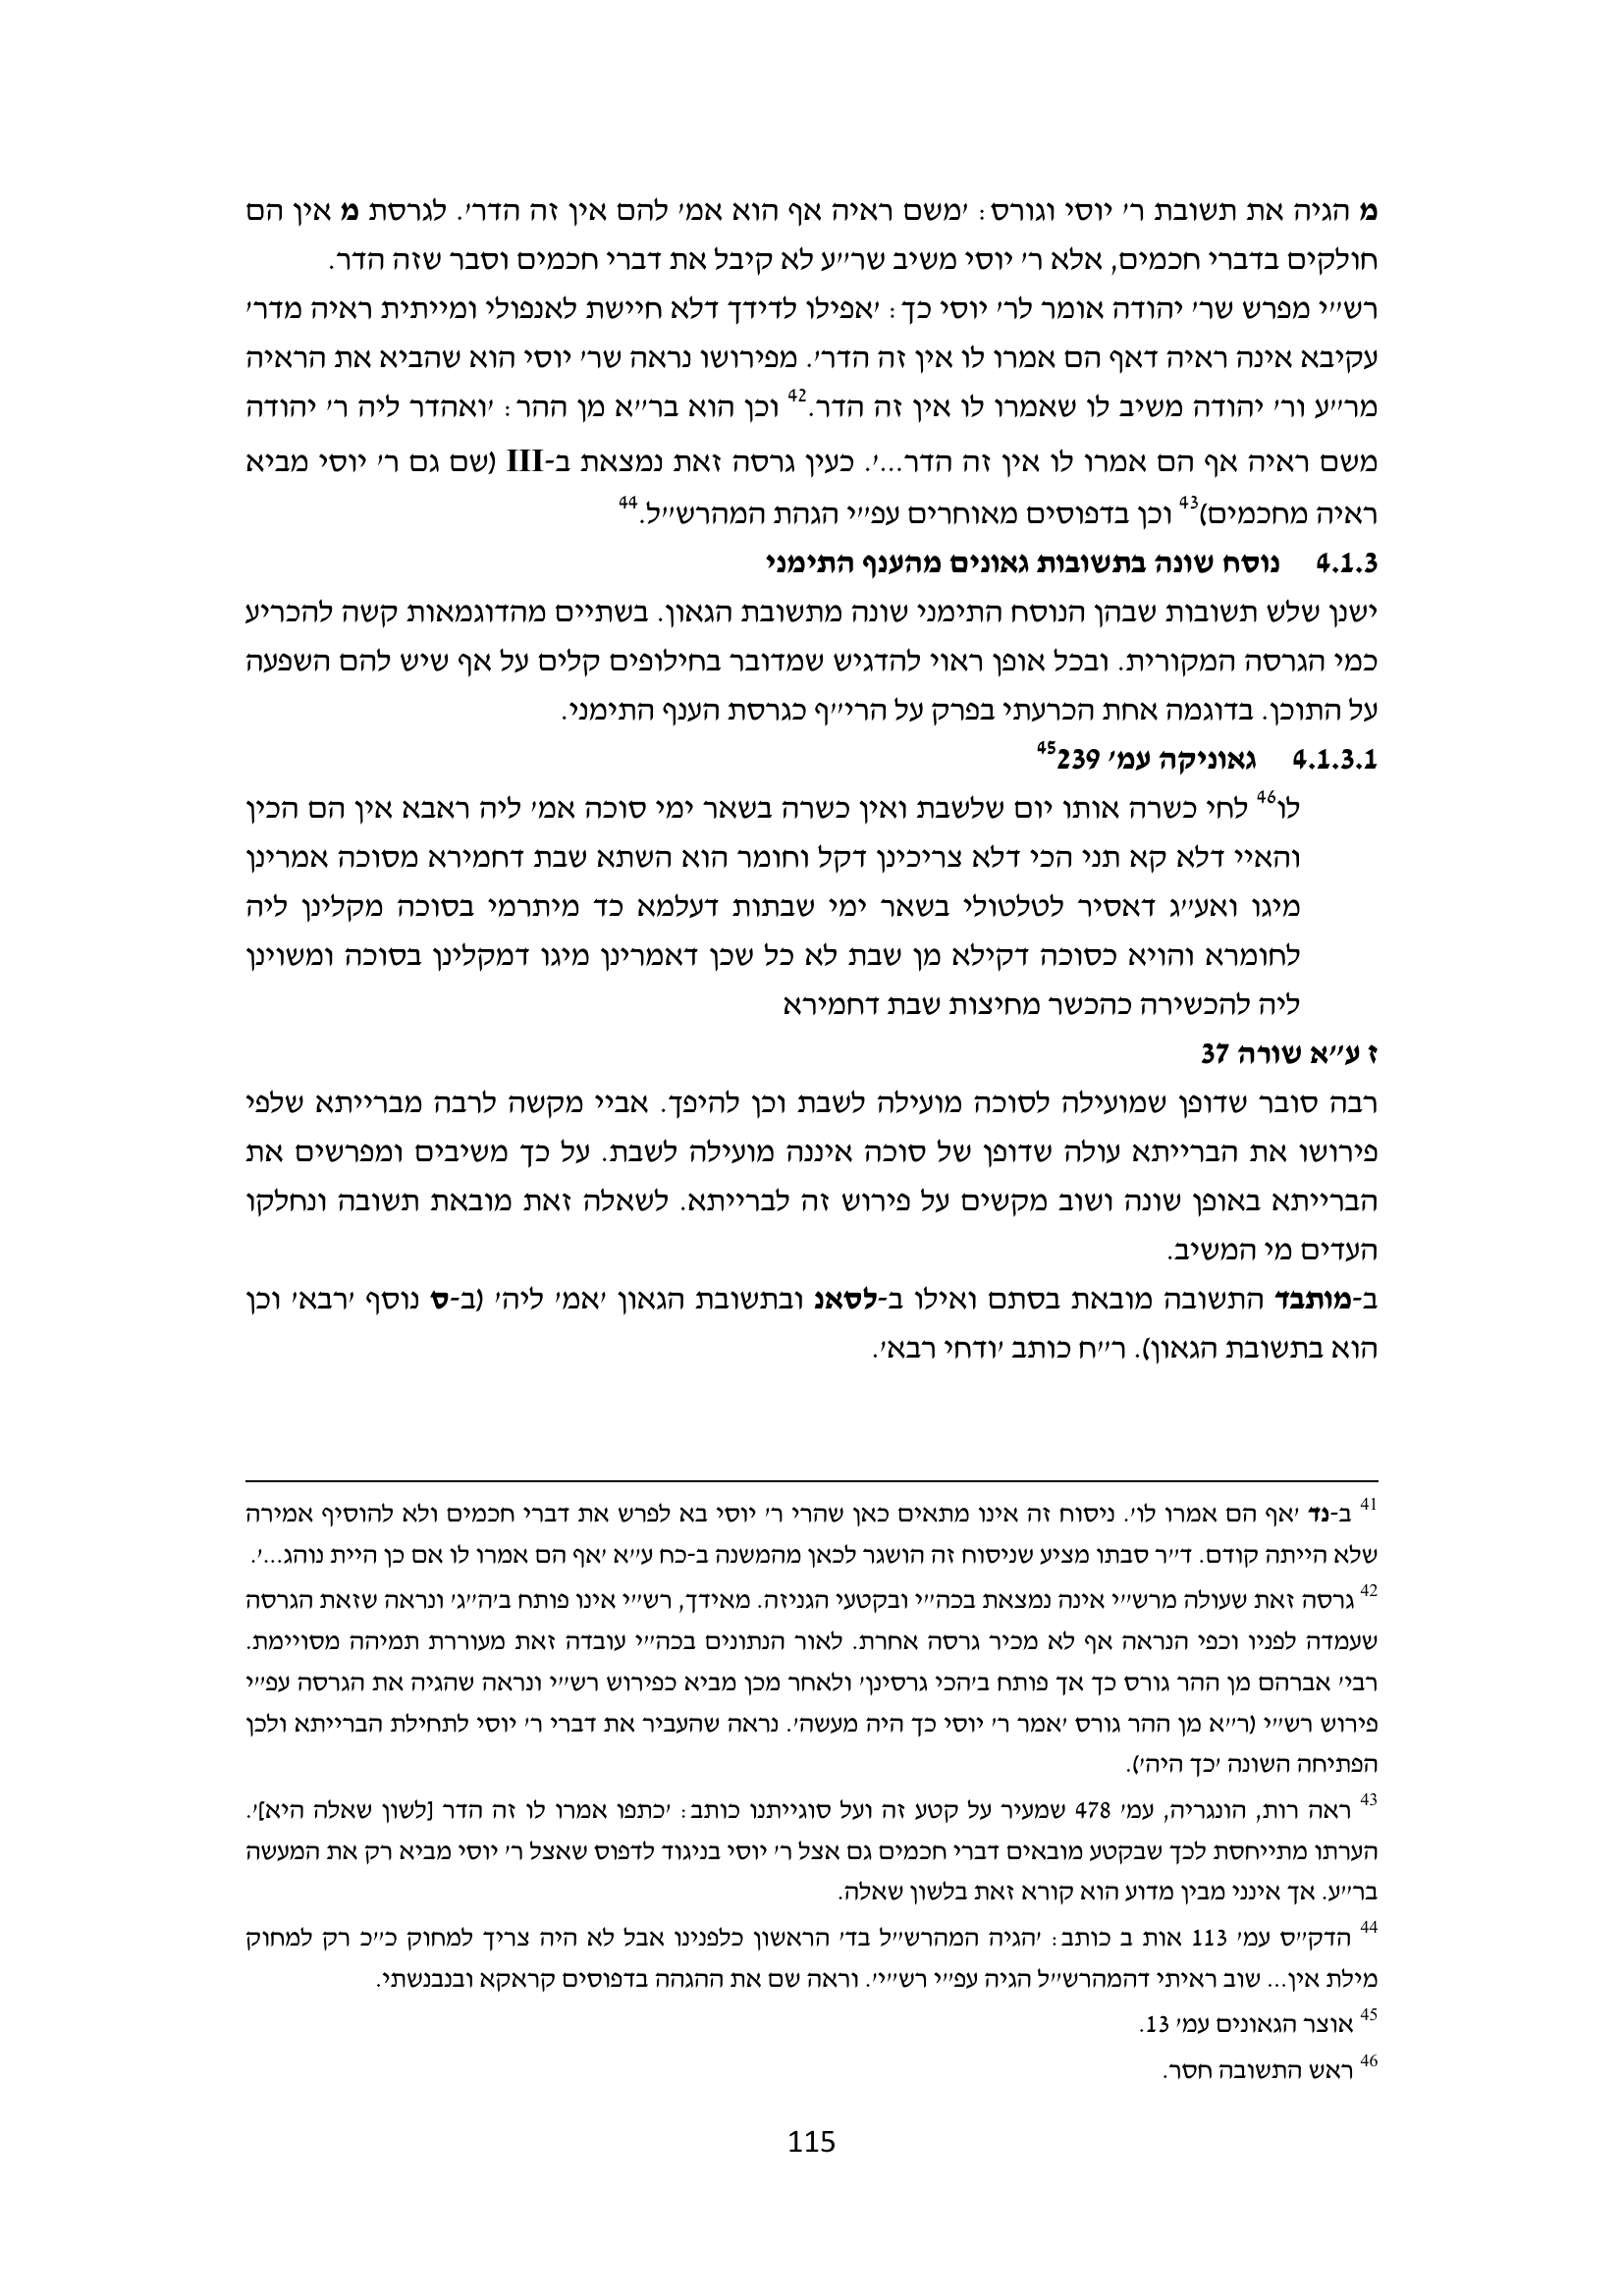 מ הגיה את תשובת ר' יוסי וגורס: 'משם ראיה אף הוא אמ' להם אין זה הדר'. לגרסת מ אין הם
חולקים בדברי חכמים, אלא ר' יוסי משיב שר"ע לא קיבל את דברי חכמים וסבר שזה הדר.
רש"י מפרש שר' יהודה אומר לר' יוסי כך: 'אפילו לדידך דלא חיישת לאנפולי ומייתית ראיה מדר'
עקיבא אינה ראיה דאף הם אמרו לו אין זה הדר'. מפירושו נראה שר' יוסי הוא שהביא את הראיה
מר"ע ור' יהודה משיב לו שאמרו לו אין זה הדר.42 וכן הוא בר"א מן ההר: 'ואהדר ליה ר' יהודה
משם ראיה אף הם אמרו לו אין זה הדר...'. כעין גרסה זאת נמצאת ב-III (שם גם ר' יוסי מביא
ראיה מחכמים)43 וכן בדפוסים מאוחרים עפ"י הגהת המהרש"ל.44
4.1.3 נוסח שונה בתשובות גאונים מהענף התימני
ישנן שלש תשובות שבהן הנוסח התימני שונה מתשובת הגאון. בשתיים מהדוגמאות קשה להכריע
כמי הגרסה המקורית. ובכל אופן ראוי להדגיש שמדובר בחילופים קלים על אף שיש להם השפעה
על התוכן. בדוגמה אחת הכרעתי בפרק על הרי"ף כגרסת הענף התימני.
4.1.3.1 גאוניקה עמ' 239 45
לו46 לחי כשרה אותו יום שלשבת ואין כשרה בשאר ימי סוכה אמ' ליה ראבא אין הם הכין
והאיי דלא קא תני הכי דלא צריכינן דקל וחומר הוא השתא שבת דחמירא מסוכה אמרינן
מיגו ואע"ג דאסיר לטלטולי בשאר ימי שבתות דעלמא כד מיתרמי בסוכה מקלינן ליה
לחומרא והויא כסוכה דקילא מן שבת לא כל שכן דאמרינן מיגו דמקלינן בסוכה ומשוינן
ליה להכשירה כהכשר מחיצות שבת דחמירא
ז ע"א שורה 37
רבה סובר שדופן שמועילה לסוכה מועילה לשבת וכן להיפך. אביי מקשה לרבה מברייתא שלפי
פירושו את הברייתא עולה שדופן של סוכה איננה מועילה לשבת. על כך משיבים ומפרשים את
הברייתא באופן שונה ושוב מקשים על פירוש זה לברייתא. לשאלה זאת מובאת תשובה ונחלקו
העדים מי המשיב.
ב-מותבד התשובה מובאת בסתם ואילו ב-לסאנ ובתשובת הגאון 'אמ' ליה' (ב-ס נוסף 'רבא' וכן
הוא בתשובת הגאון). ר"ח כותב 'ודחי רבא'.
41 ב-נד 'אף הם אמרו לו'. ניסוח זה אינו מתאים כאן שהרי ר' יוסי בא לפרש את דברי חכמים ולא להוסיף אמירה
שלא הייתה קודם. ד"ר סבתו מציע שניסוח זה הושגר לכאן מהמשנה ב-כח ע"א 'אף הם אמרו לו אם כן היית נוהג...'.
42 גרסה זאת שעולה מרש"י אינה נמצאת בכה"י ובקטעי הגניזה. מאידך, רש"י אינו פותח ב'ה"ג' ונראה שזאת הגרסה
שעמדה לפניו וכפי הנראה אף לא מכיר גרסה אחרת. לאור הנתונים בכה"י עובדה זאת מעוררת תמיהה מסויימת.
רבי' אברהם מן ההר גורס כך אך פותח ב'הכי גרסינן' ולאחר מכן מביא כפירוש רש"י ונראה שהגיה את הגרסה עפ"י
פירוש רש"י (ר"א מן ההר גורס 'אמר ר' יוסי כך היה מעשה'. נראה שהעביר את דברי ר' יוסי לתחילת הברייתא ולכן
הפתיחה השונה 'כך היה').
43 ראה רות, הונגריה, עמ' 478 שמעיר על קטע זה ועל סוגייתנו כותב: 'כתפו אמרו לו זה הדר [לשון שאלה היא]'.
הערתו מתייחסת לכך שבקטע מובאים דברי חכמים גם אצל ר' יוסי בניגוד לדפוס שאצל ר' יוסי מביא רק את המעשה
בר"ע. אך אינני מבין מדוע הוא קורא זאת בלשון שאלה.
44 הדק"ס עמ' 113 אות ב כותב: 'הגיה המהרש"ל בד' הראשון כלפנינו אבל לא היה צריך למחוק כ"כ רק למחוק
מילת אין... שוב ראיתי דהמהרש"ל הגיה עפ"י רש"י'. וראה שם את ההגהה בדפוסים קראקא ובנבנשתי.
45 אוצר הגאונים עמ' 13.
46 ראש התשובה חסר.
115